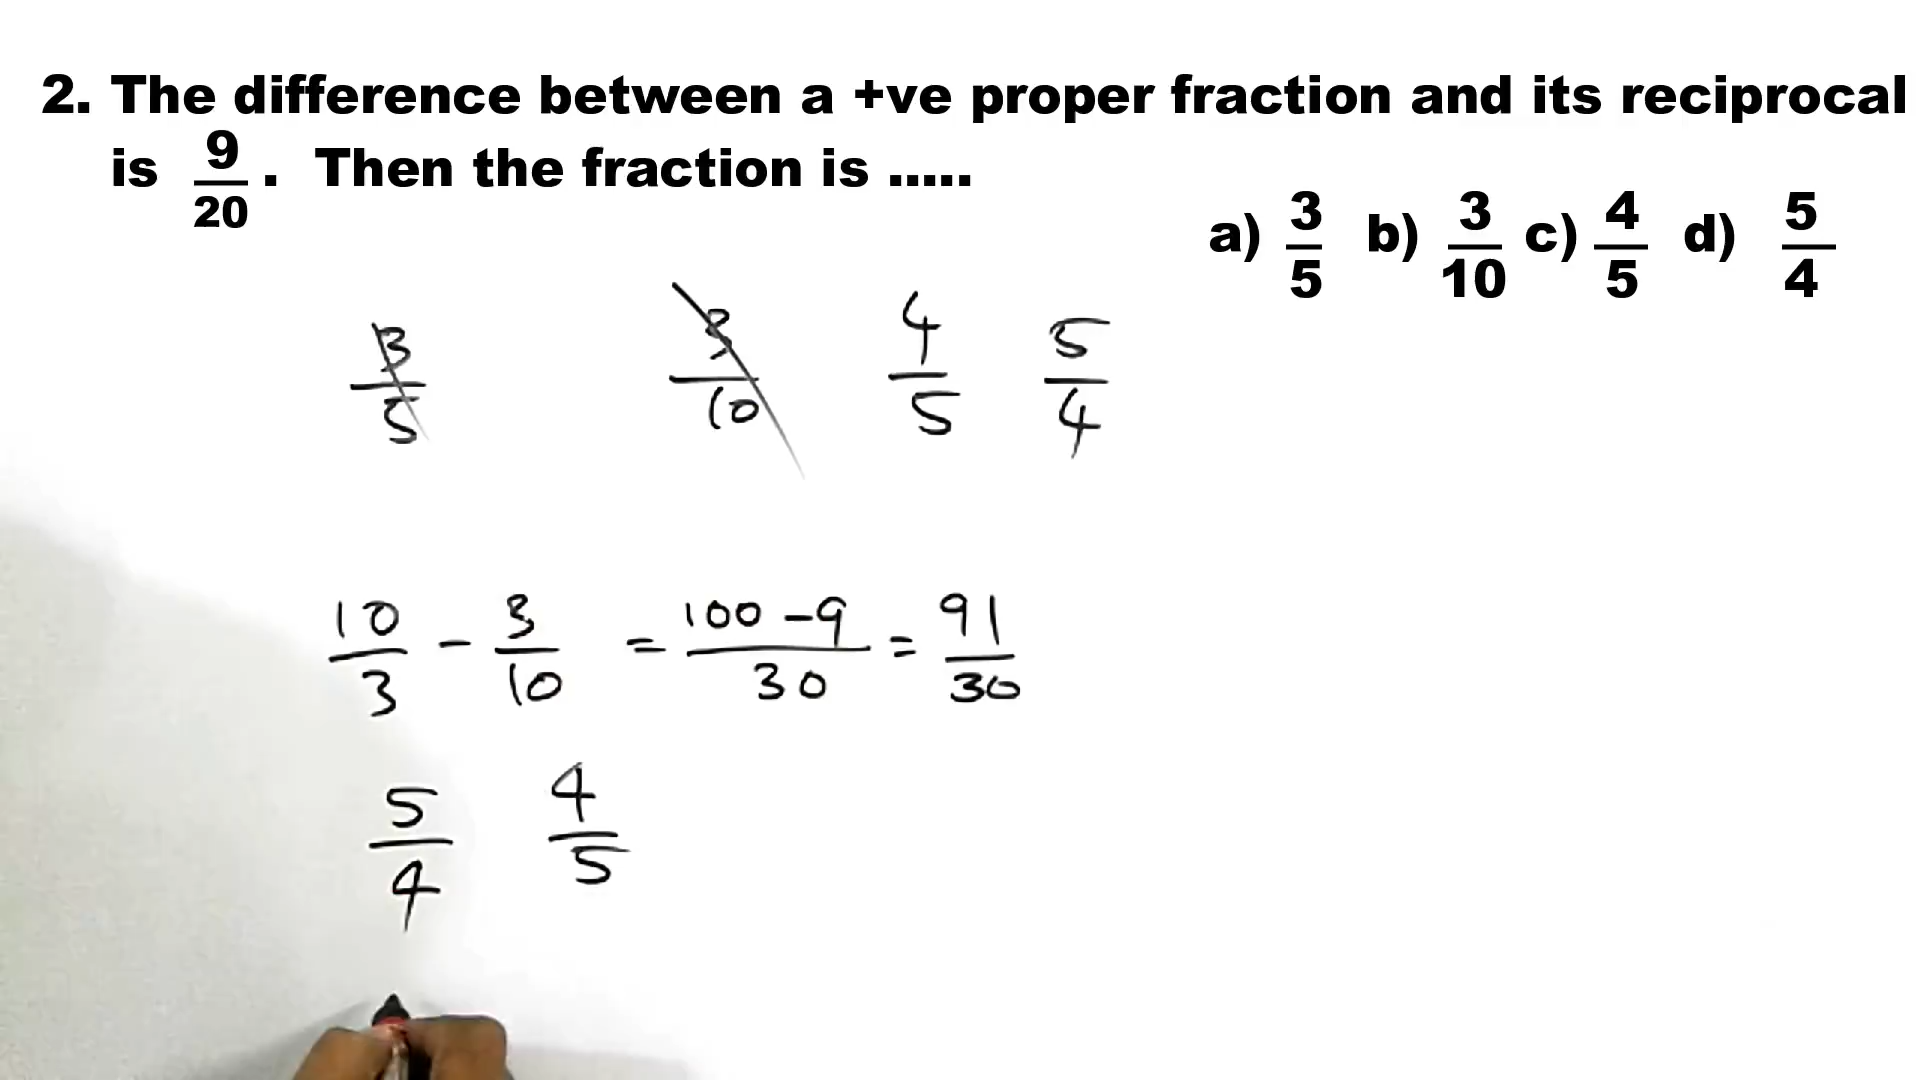 2. The difference between a +ve proper fraction and its reciprocal
is 9/20. Then the fraction is .....
a) 3/5 b) 3/10 c) 4/5 d) 5/4
3/5 3/10 4/5 5/4
10/3 - 3/10 = 100 - 9/30 = 91/30
5/4 4/5